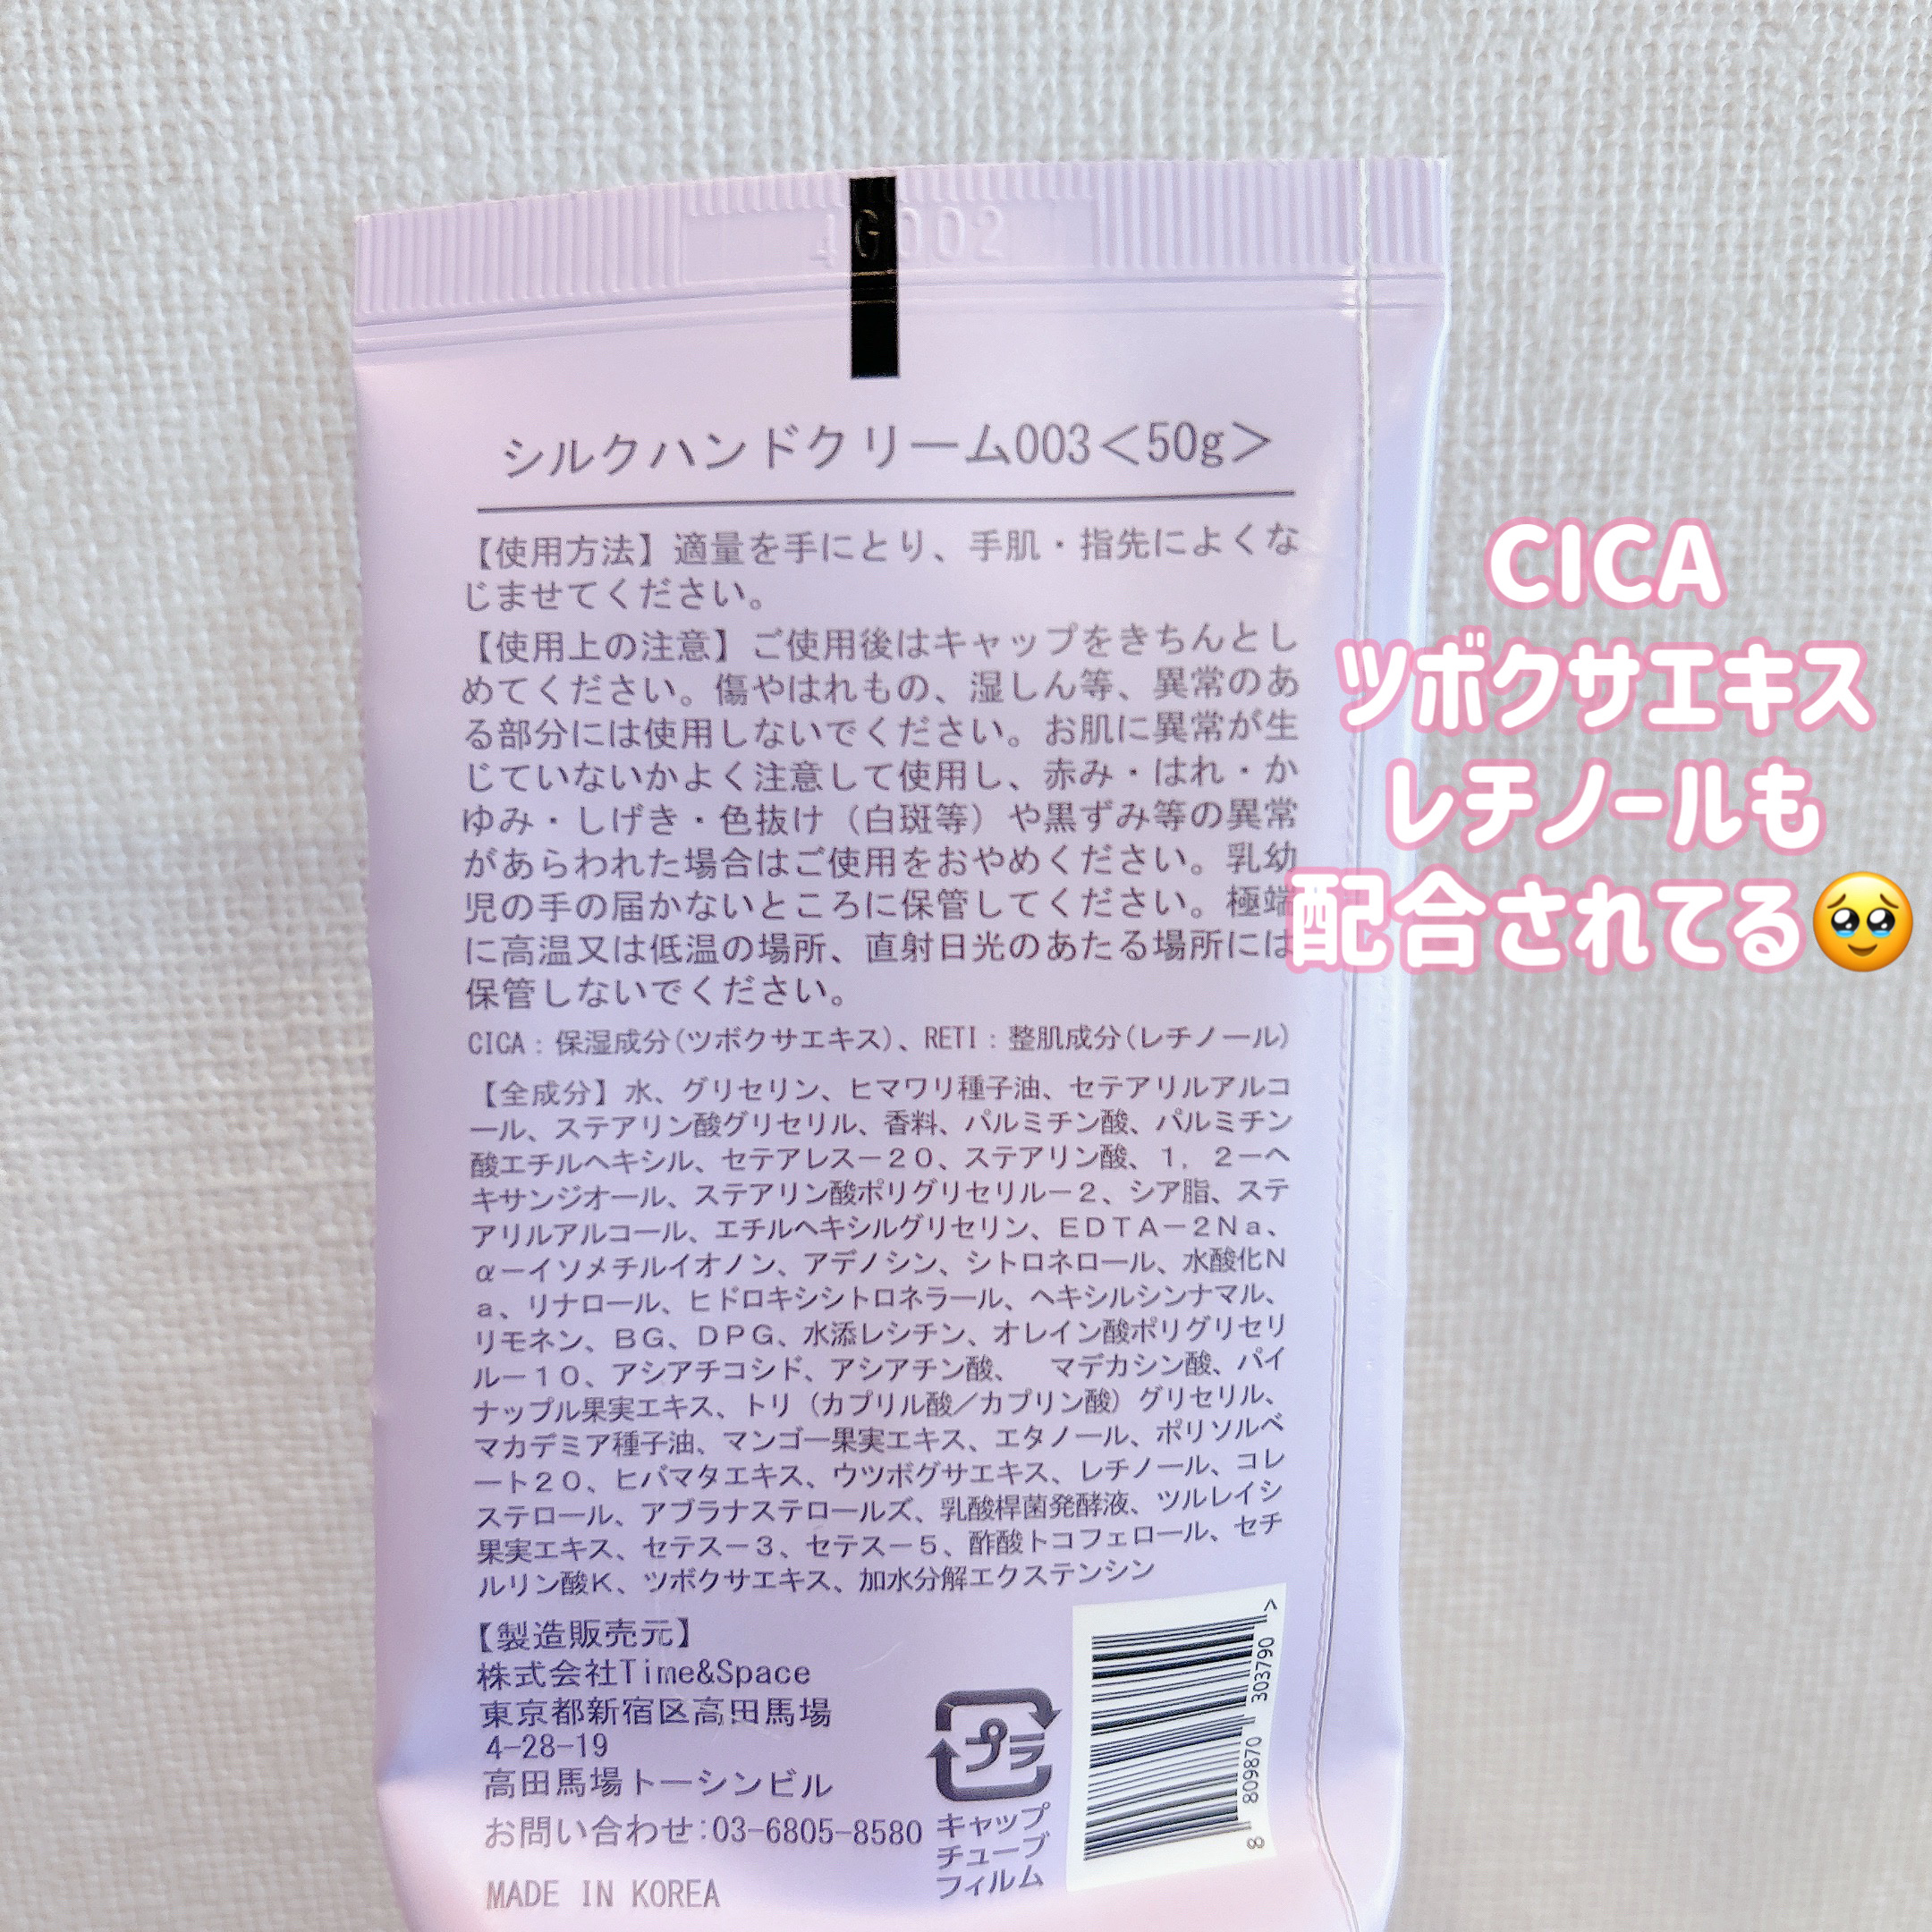 4G002
シルクハンドクリーム003＜50g＞
【使用方法】適量を手にとり、手肌・指先によくな
じませてください。
【使用上の注意】ご使用後はキャップをきちんとし
めてください。傷やはれもの、湿しん等、異常のあ
る部分には使用しないでください。お肌に異常が生
じていないかよく注意して使用し、赤み・はれ・か
ゆみ・しげき・色抜け（白斑等）や黒ずみ等の異常
があらわれた場合はご使用をおやめください。乳幼
児の手の届かないところに保管してください。極端
に高温又は低温の場所、直射日光のあたる場所には
保管しないでください。
CICA：保湿成分(ツボクサエキス)、RETI：整肌成分(レチノール)
【全成分】水、グリセリン、ヒマワリ種子油、セテアリルアルコ
ール、ステアリン酸グリセリル、香料、パルミチン酸、パルミチン
酸エチルヘキシル、セテアレスー２０、ステアリン酸、１，２ーヘ
キサンジオール、ステアリン酸ポリグリセリルー２、シア脂、ステ
アリルアルコール、エチルヘキシルグリセリン、ＥＤＴＡー２Ｎａ、
αーイソメチルイオノン、アデノシン、シトロネロール、水酸化Ｎ
ａ、リナロール、ヒドロキシシトロネラール、ヘキシルシンナマル、
リモネン、ＢＧ、ＤＰＧ、水添レシチン、オレイン酸ポリグリセリ
ルー１０、アシアチコシド、アシアチン酸、　マデカシン酸、パイ
ナップル果実エキス、トリ（カプリル酸／カプリン酸）グリセリル、
マカデミア種子油、マンゴー果実エキス、エタノール、ポリソルベ
ート２０、ヒバマタエキス、ウツボグサエキス、レチノール、コレ
ステロール、アブラナステロールズ、乳酸桿菌発酵液、ツルレイシ
果実エキス、セテスー３、セテスー５、酢酸トコフェロール、セチ
ルリン酸Ｋ、ツボクサエキス、加水分解エクステンシン
【製造販売元】
株式会社Time&Space
東京都新宿区高田馬場
4-28-19
高田馬場トーシンビル
お問い合わせ:03-6805-8580
MADE IN KOREA
プラ
キャップ
チューブ
フィルム
8 809870 303790 >
CICA
ツボクサエキス
レチノールも
配合されてる🥹